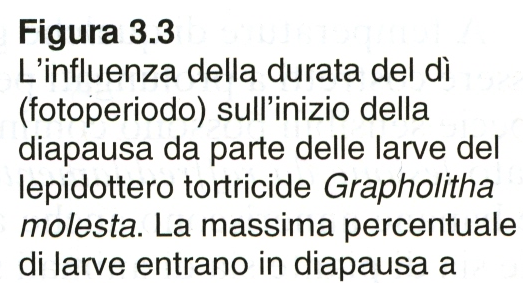 Figura 3.3
L'influenza della durata del dì
(fotoperiodo) sull'inizio della
diapausa da parte delle larve del
lepidottero tortricide Grapholitha
molesta. La massima percentuale
di larve entrano in diapausa a